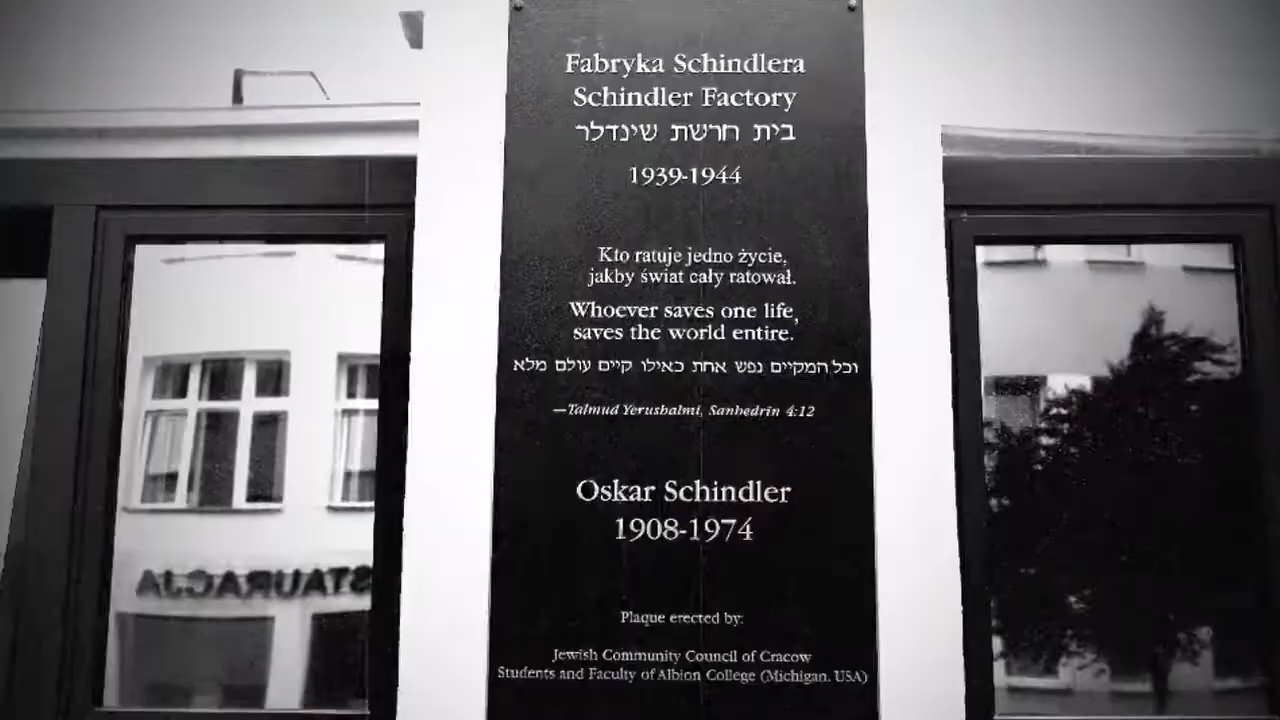 Fabryka Schindlera
Schindler Factory
בית חרשת שינדלר
1939-1944
Kto ratuje jedno życie,
jakby świat cały ratował.
Whoever saves one life,
saves the world entire.
וכל המקיים נפש אחת כאילו קיים עולם מלא
—Talmud Yerushalmi, Sanhedrin 4:12
Oskar Schindler
1908-1974
Plaque erected by:
Jewish Community Council of Cracow
Students and Faculty of Albion College (Michigan. USA)
STAURACJA